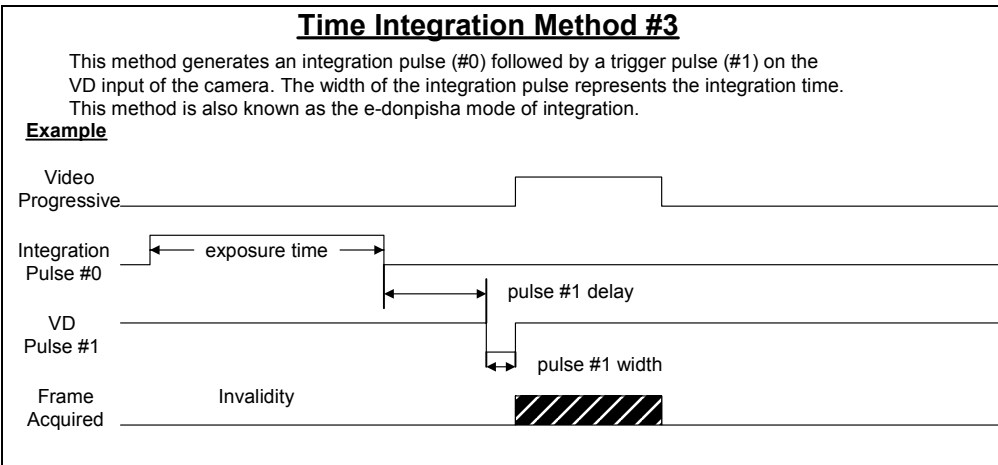 Time Integration Method #3
This method generates an integration pulse (#0) followed by a trigger pulse (#1) on the
VD input of the camera. The width of the integration pulse represents the integration time.
This method is also known as the e-donpisha mode of integration.
Example
Video
Progressive
Integration
Pulse #0
exposure time
pulse #1 delay
VD
Pulse #1
pulse #1 width
Frame
Acquired
Invalidity